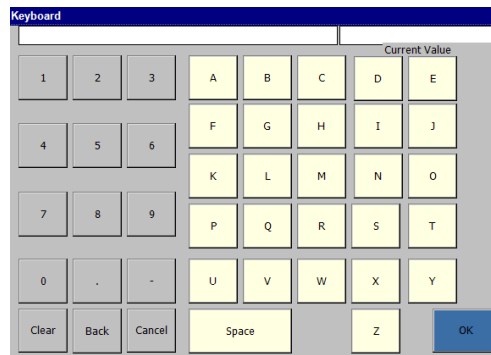 Keyboard
Current Value
1 2 3 A B C D E
F G H I J
4 5 6
K L M N O
7 8 9
P Q R S T
0 . - U V W X Y
Clear Back Cancel Space Z OK